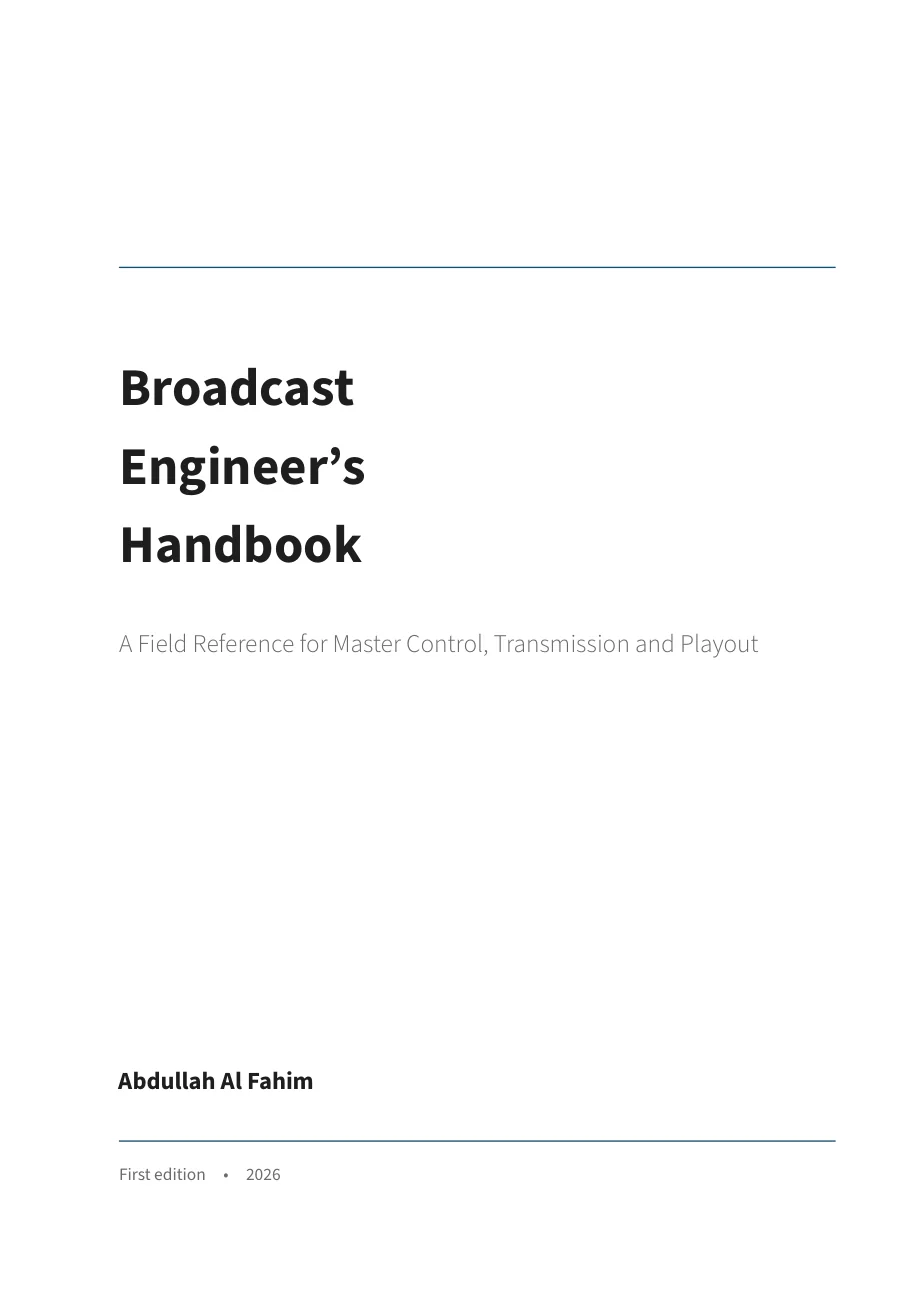 Broadcast
Engineer’s
Handbook
A Field Reference for Master Control, Transmission and Playout
Abdullah Al Fahim
First edition • 2026